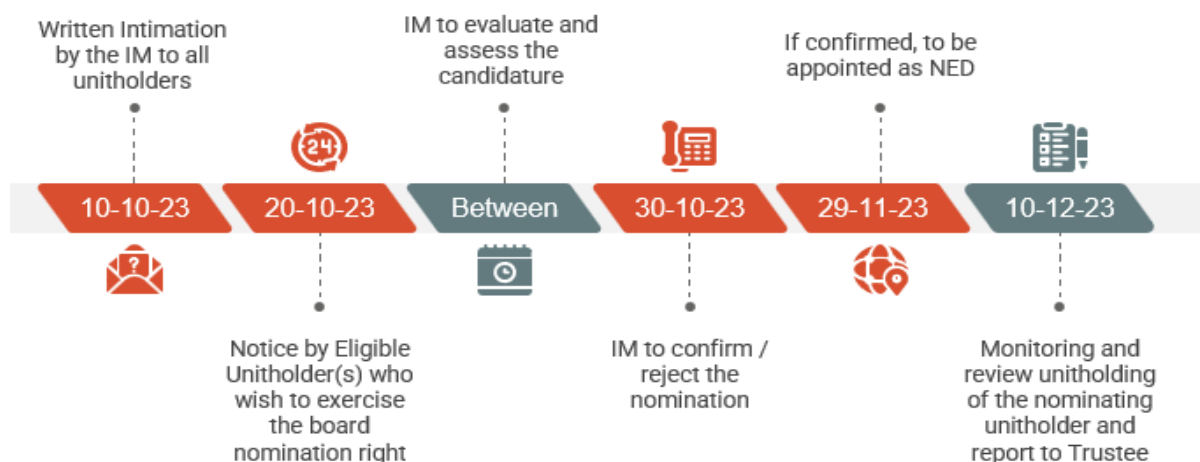 Written Intimation
by the IM to all
unitholders
IM to evaluate and
assess the
candidature
If confirmed, to be
appointed as NED
24
10-10-23
20-10-23
Between
30-10-23
29-11-23
10-12-23
?
Notice by Eligible
Unitholder(s) who
wish to exercise
the board
nomination right
IM to confirm /
reject the
nomination
Monitoring and
review unitholding
of the nominating
unitholder and
report to Trustee